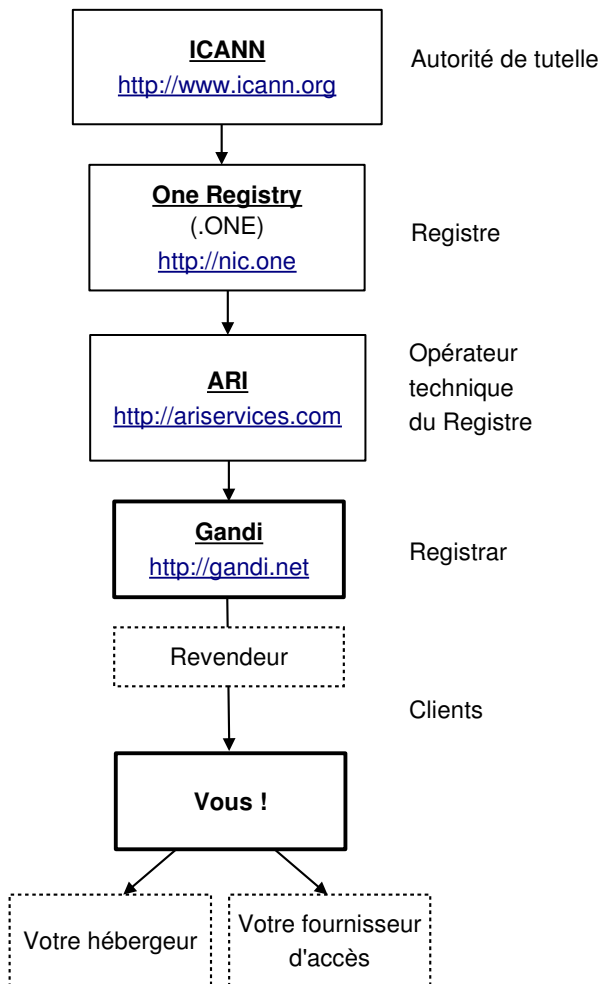 ICANN
http://www.icann.org
Autorité de tutelle
One Registry
(.ONE)
http://nic.one
Registre
ARI
http://ariservices.com
Opérateur
technique
du Registre
Gandi
http://gandi.net
Registrar
Revendeur
Clients
Vous !
Votre hébergeur
Votre fournisseur
d'accès